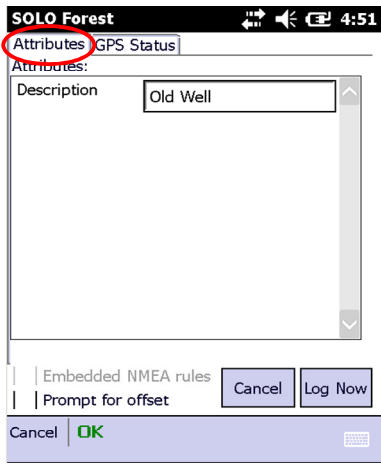 SOLO Forest 4:51
Attributes GPS Status
Attributes:
Description Old Well
Embedded NMEA rules
Prompt for offset
Cancel Log Now
Cancel OK